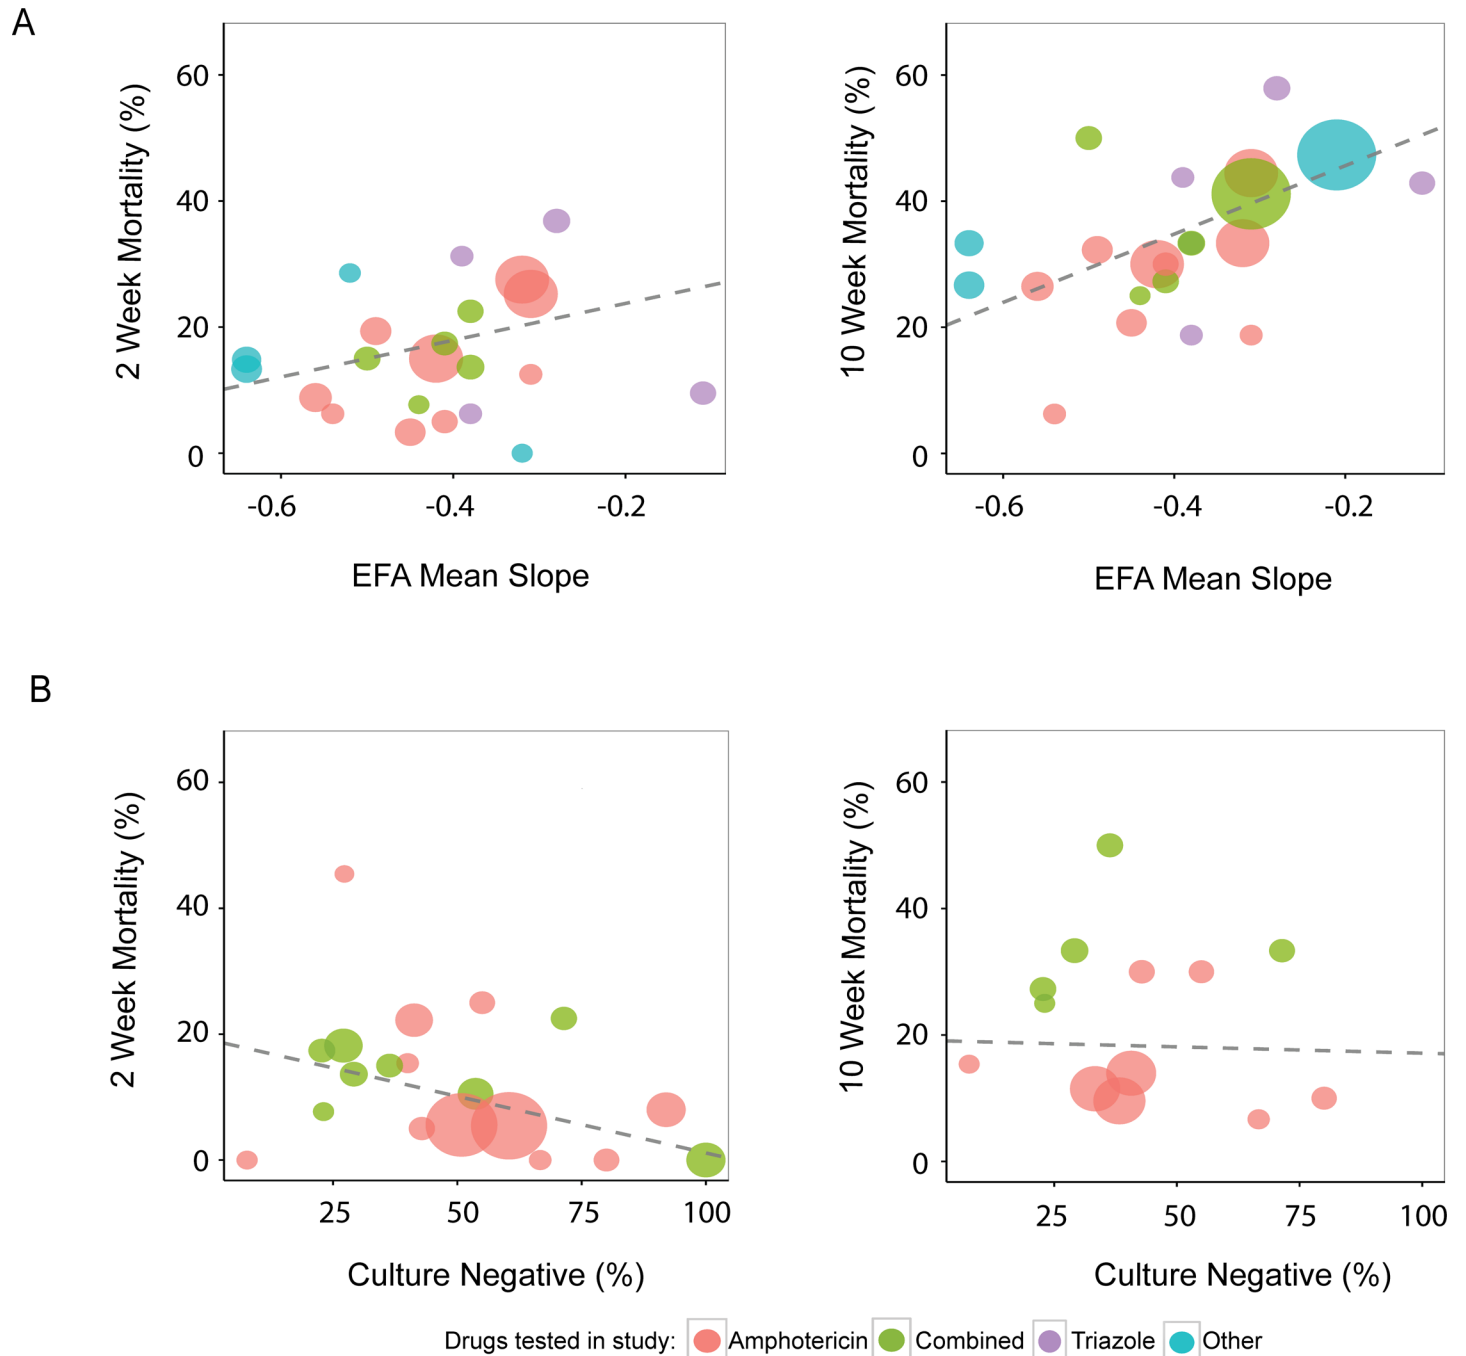 A
2 Week Mortality (%)
60
40
20
0
-0.6 -0.4 -0.2
EFA Mean Slope
10 Week Mortality (%)
60
40
20
0
-0.6 -0.4 -0.2
EFA Mean Slope
B
2 Week Mortality (%)
60
40
20
0
25 50 75 100
Culture Negative (%)
10 Week Mortality (%)
60
40
20
0
25 50 75 100
Culture Negative (%)
Drugs tested in study: Amphotericin Combined Triazole Other